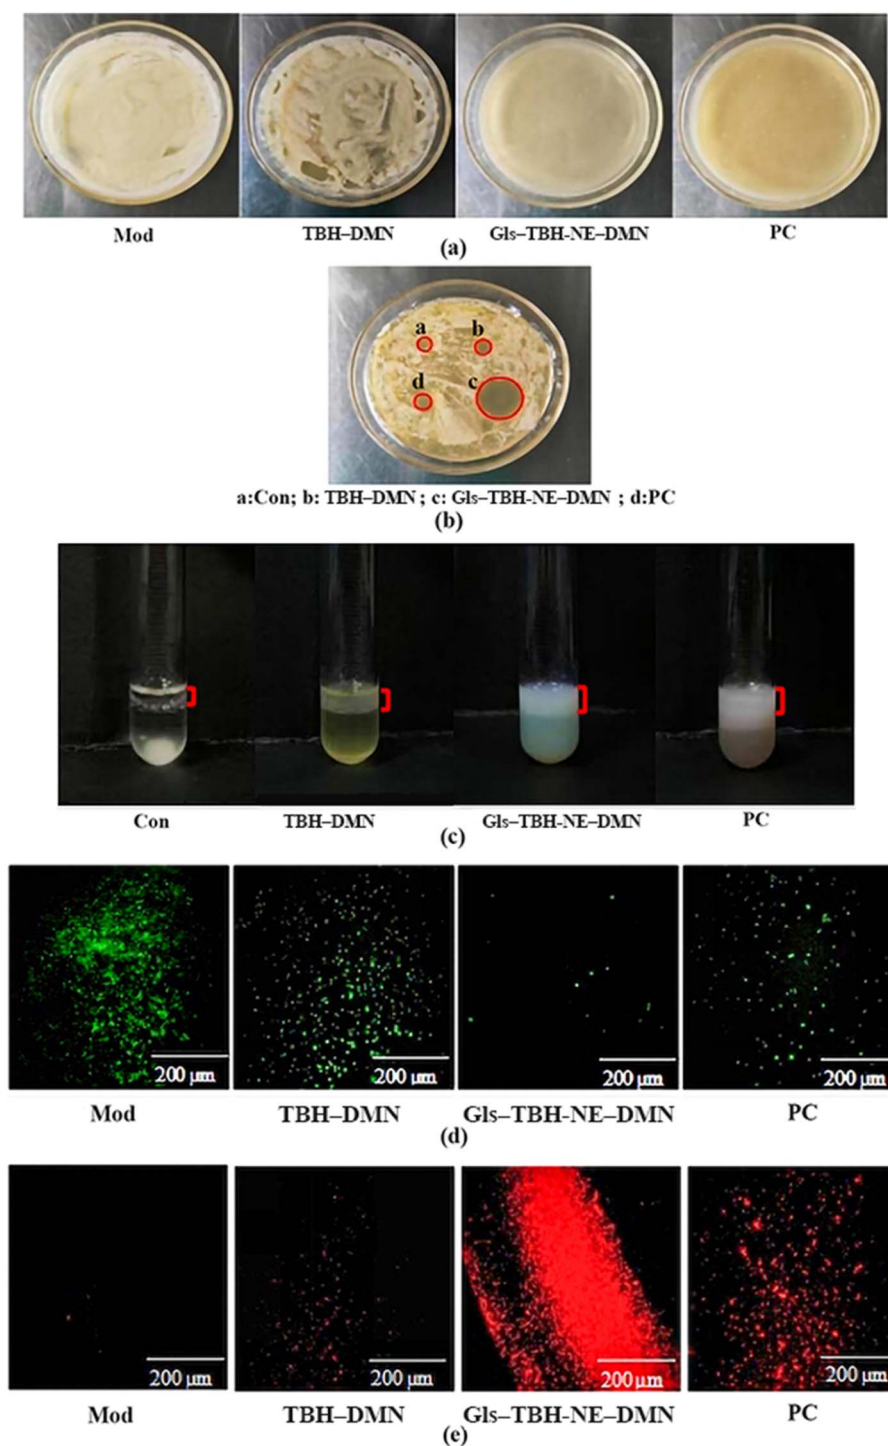 Mod TBH–DMN Gls–TBH-NE–DMN PC
(a)
a b
d c
a:Con; b: TBH–DMN ; c: Gls–TBH-NE–DMN ; d:PC
(b)
Con TBH–DMN Gls–TBH-NE–DMN PC
(c)
200 μm 200 μm 200 μm 200 μm
Mod TBH–DMN Gls–TBH-NE–DMN PC
(d)
200 μm 200 μm 200 μm 200 μm
Mod TBH–DMN Gls–TBH-NE–DMN PC
(e)